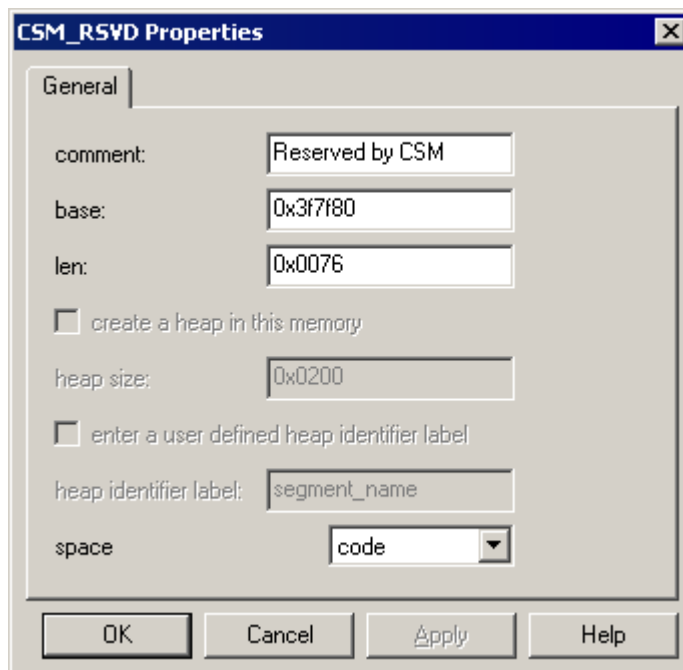 CSM_RSVD Properties
General
comment: Reserved by CSM
base: 0x3f7f80
len: 0x0076
create a heap in this memory
heap size: 0x0200
enter a user defined heap identifier label
heap identifier label: segment_name
space code
OK Cancel Apply Help